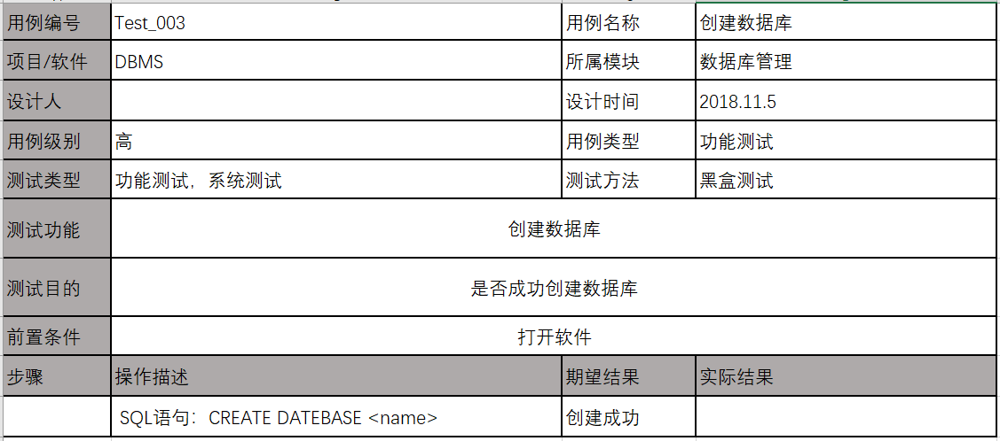 用例编号 Test_003 用例名称 创建数据库
项目/软件 DBMS 所属模块 数据库管理
设计人 设计时间 2018.11.5
用例级别 高 用例类型 功能测试
测试类型 功能测试，系统测试 测试方法 黑盒测试
测试功能 创建数据库
测试目的 是否成功创建数据库
前置条件 打开软件
步骤 操作描述 期望结果 实际结果
SQL语句：CREATE DATEBASE <name> 创建成功